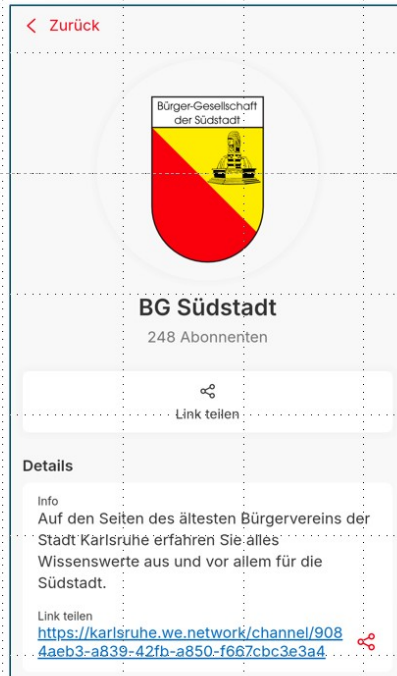 Zurück
Bürger-Gesellschaft
der Südstadt
BG Südstadt
248 Abonnenten
Link teilen
Details
Info
Auf den Seiten des ältesten Bürgervereins der
Stadt Karlsruhe erfahren Sie alles
Wissenswerte aus und vor allem für die
Südstadt.
Link teilen
https://karlsruhe.we.network/channel/908
4aeb3-a839-42fb-a850-f667cbc3e3a4